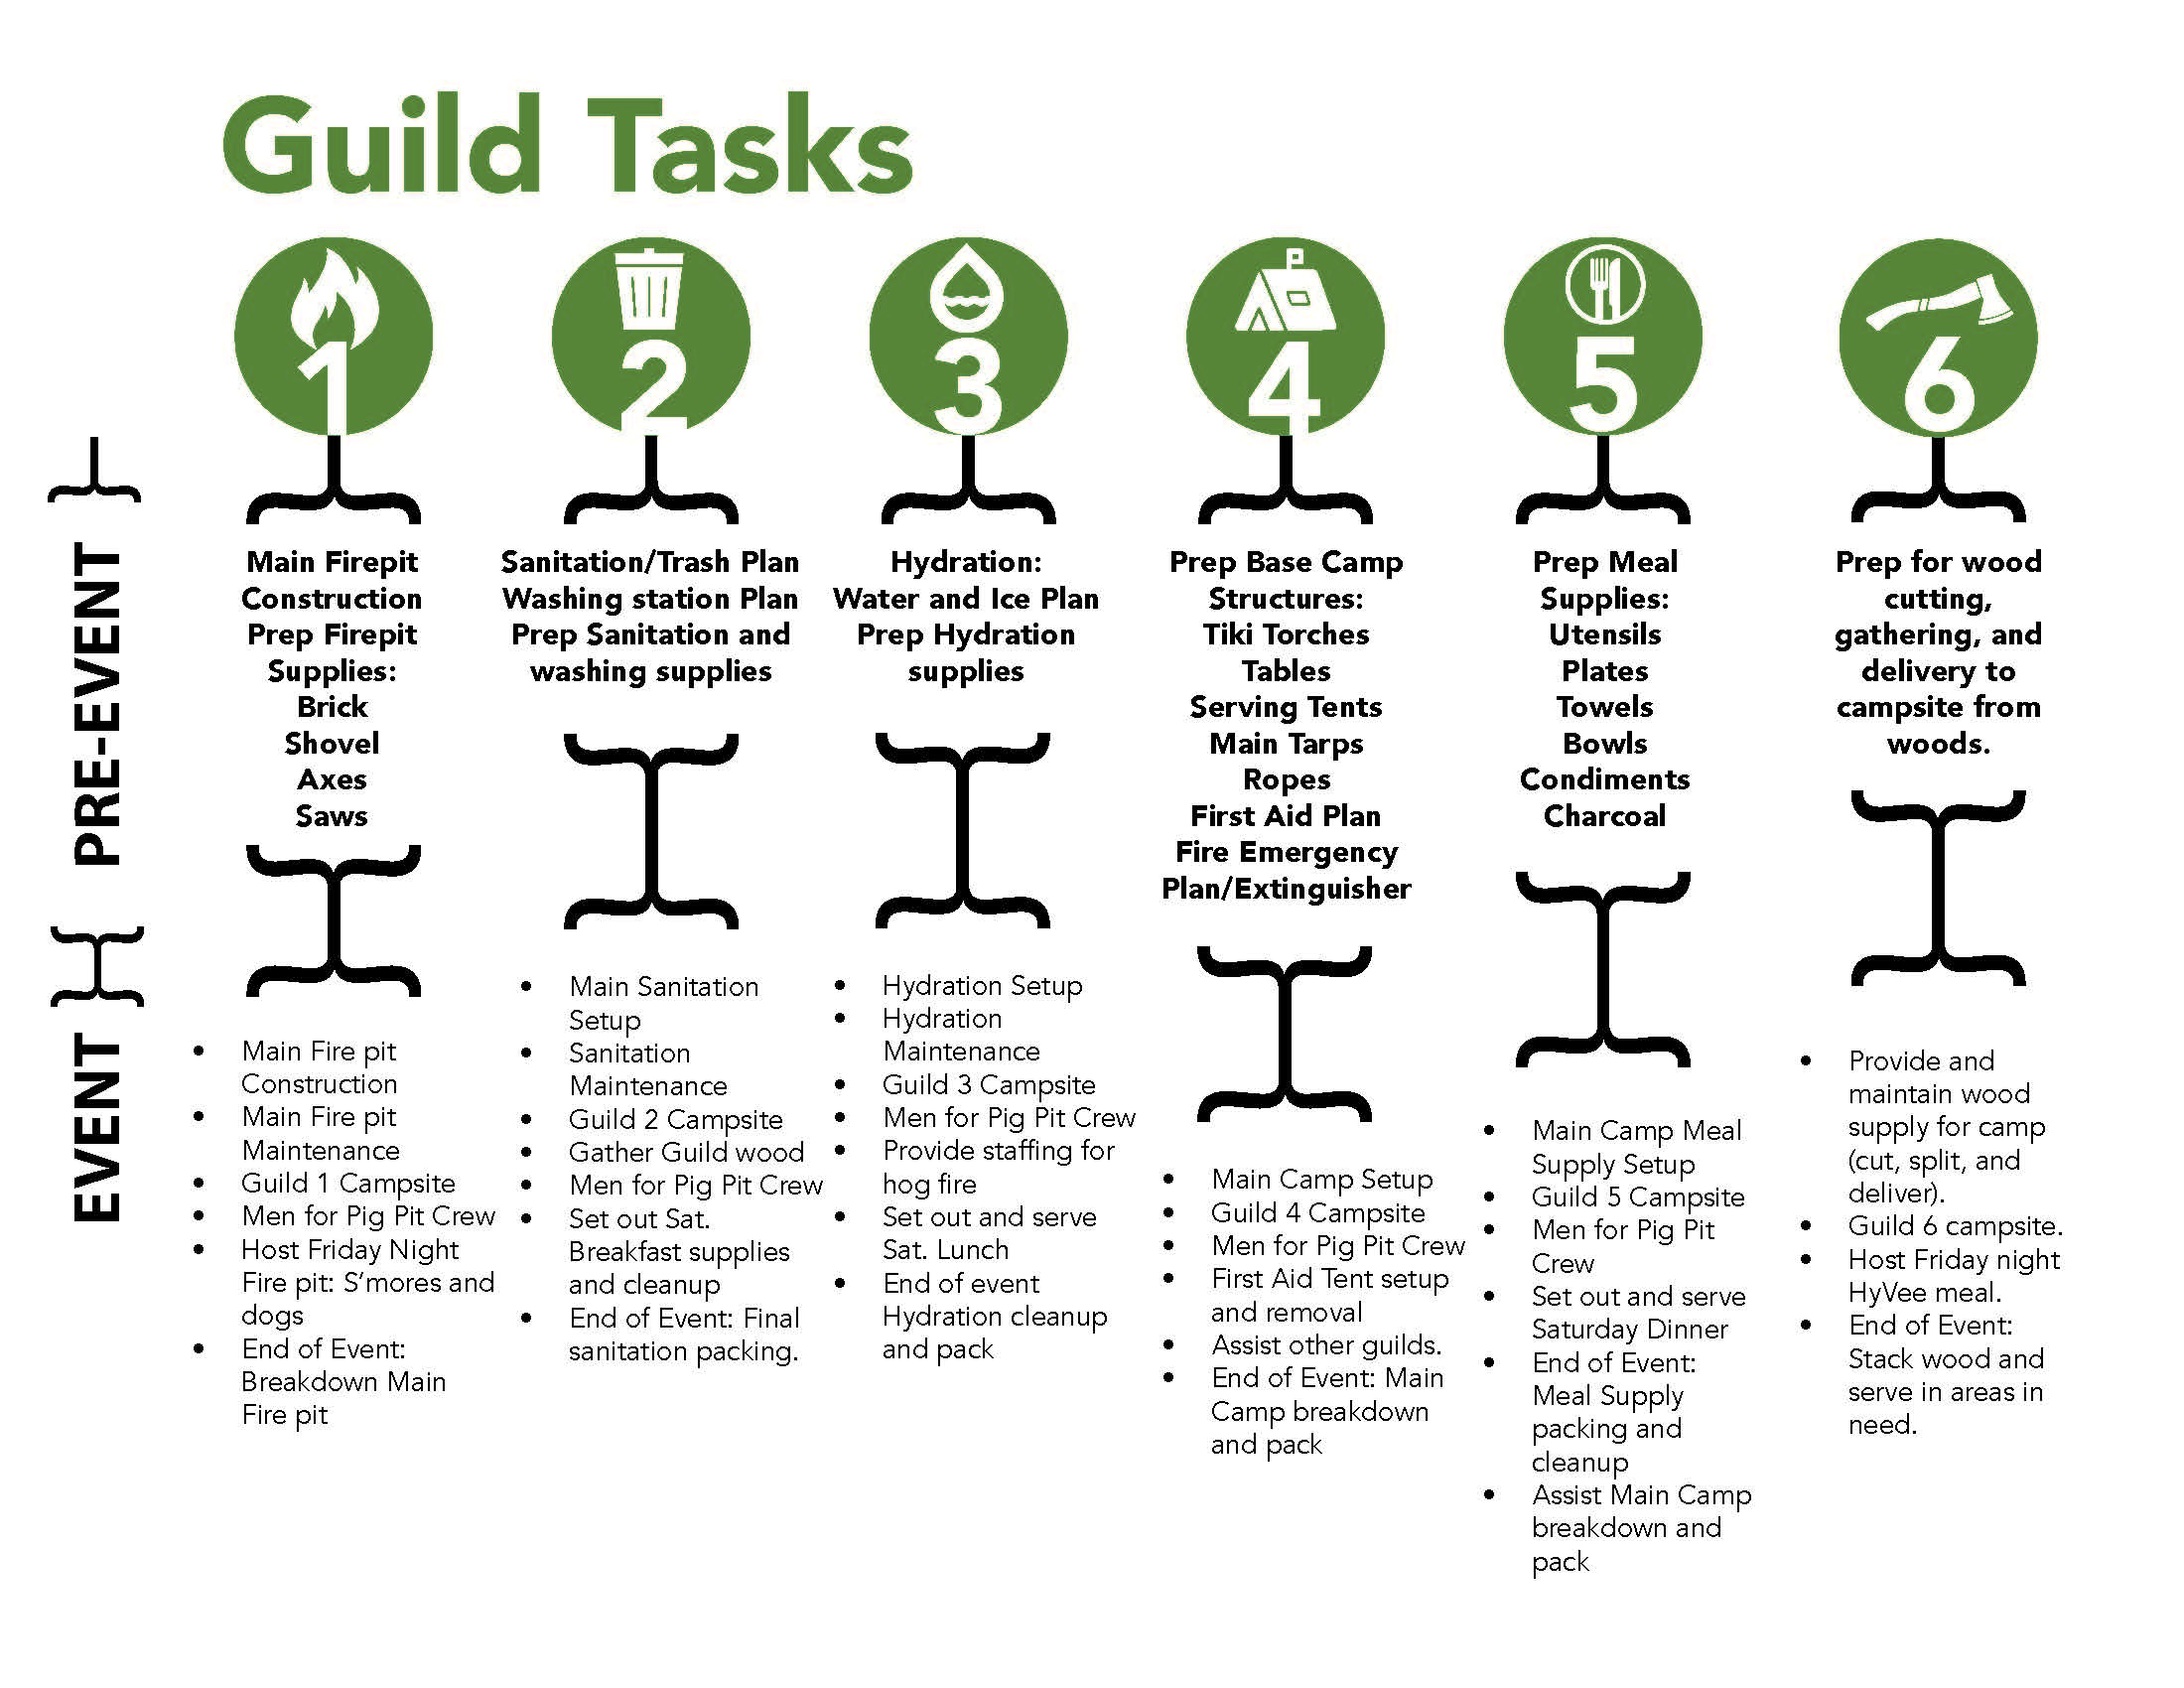 Guild Tasks
1
2
3
4
5
6
PRE-EVENT
Main Firepit
Construction
Prep Firepit
Supplies:
Brick
Shovel
Axes
Saws
Sanitation/Trash Plan
Washing station Plan
Prep Sanitation and
washing supplies
Hydration:
Water and Ice Plan
Prep Hydration
supplies
Prep Base Camp
Structures:
Tiki Torches
Tables
Serving Tents
Main Tarps
Ropes
First Aid Plan
Fire Emergency
Plan/Extinguisher
Prep Meal
Supplies:
Utensils
Plates
Towels
Bowls
Condiments
Charcoal
Prep for wood
cutting,
gathering, and
delivery to
campsite from
woods.
EVENT
• Main Fire pit
Construction
• Main Fire pit
Maintenance
• Guild 1 Campsite
• Men for Pig Pit Crew
• Host Friday Night
Fire pit: S’mores and
dogs
• End of Event:
Breakdown Main
Fire pit
• Main Sanitation
Setup
• Sanitation
Maintenance
• Guild 2 Campsite
• Gather Guild wood
• Men for Pig Pit Crew
• Set out Sat.
Breakfast supplies
and cleanup
• End of Event: Final
sanitation packing.
• Hydration Setup
• Hydration
Maintenance
• Guild 3 Campsite
• Men for Pig Pit Crew
• Provide staffing for
hog fire
• Set out and serve
Sat. Lunch
• End of event
Hydration cleanup
and pack
• Main Camp Setup
• Guild 4 Campsite
• Men for Pig Pit Crew
• First Aid Tent setup
and removal
• Assist other guilds.
• End of Event: Main
Camp breakdown
and pack
• Main Camp Meal
Supply Setup
• Guild 5 Campsite
• Men for Pig Pit
Crew
• Set out and serve
Saturday Dinner
• End of Event:
Meal Supply
packing and
cleanup
• Assist Main Camp
breakdown and
pack
• Provide and
maintain wood
supply for camp
(cut, split, and
deliver).
• Guild 6 campsite.
• Host Friday night
HyVee meal.
• End of Event:
Stack wood and
serve in areas in
need.